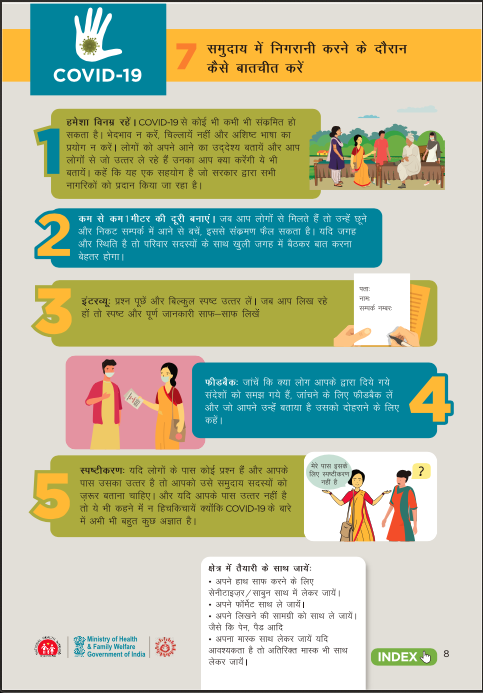 COVID-19
7
समुदाय में निगरानी करने के दौरान
कैसे बातचीत करें
1
हमेशा विनम्र रहें। COVID-19 से कोई भी कभी भी संक्रमित हो
सकता है। भेदभाव न करें, चिल्लायें नहीं और अशिष्ट भाषा का
प्रयोग न करें। लोगों को अपने आने का उद्देश्य बतायें और आप
लोगों से जो उत्तर ले रहे हैं उनका आप क्या करेंगी ये भी
बतायें। कहें कि यह एक सहयोग है जो सरकार द्वारा सभी
नागरिकों को प्रदान किया जा रहा है।
2
कम से कम 1 मीटर की दूरी बनाएं। जब आप लोगों से मिलते हैं तो उन्हें छूने
और निकट सम्पर्क में आने से बचें, इससे संक्रमण फैल सकता है। यदि जगह
और स्थिति है तो परिवार सदस्यों के साथ खुली जगह में बैठकर बात करना
बेहतर होगा।
3
इंटरव्यू: प्रश्न पूछें और बिल्कुल स्पष्ट उत्तर लें। जब आप लिख रहे
हों तो स्पष्ट और पूर्ण जानकारी साफ-साफ लिखें
पता:
नाम:
सम्पर्क नम्बर:
फीडबैक: जांचें कि क्या लोग आपके द्वारा दिये गये
संदेशों को समझ गये हैं, जांचने के लिए फीडबैक लें
और जो आपने उन्हें बताया है उसको दोहराने के लिए
कहें।
4
5
स्पष्टीकरण: यदि लोगों के पास कोई प्रश्न हैं और आपके
पास उसका उत्तर है तो आपको उसे समुदाय सदस्यों को
ज़रूर बताना चाहिए। और यदि आपके पास उत्तर नहीं है
तो ये भी कहने में न हिचकिचायें क्योंकि COVID-19 के बारे
में अभी भी बहुत कुछ अज्ञात है।
मेरे पास इसके
लिए स्पष्टीकरण
नहीं है
?
क्षेत्र में तैयारी के साथ जायें:
• अपने हाथ साफ करने के लिए
सेनीटाइज़र/साबुन साथ में लेकर जायें।
• अपने फॉर्मेट साथ ले जायें।
• अपने लिखने की सामग्री को साथ ले जायें।
जैसे कि पेन, पैड आदि
• अपना मास्क साथ लेकर जायें यदि
आवश्यकता है तो अतिरिक्त मास्क भी साथ
लेकर जायें।
Ministry of Health
& Family Welfare
Government of India
INDEX
8